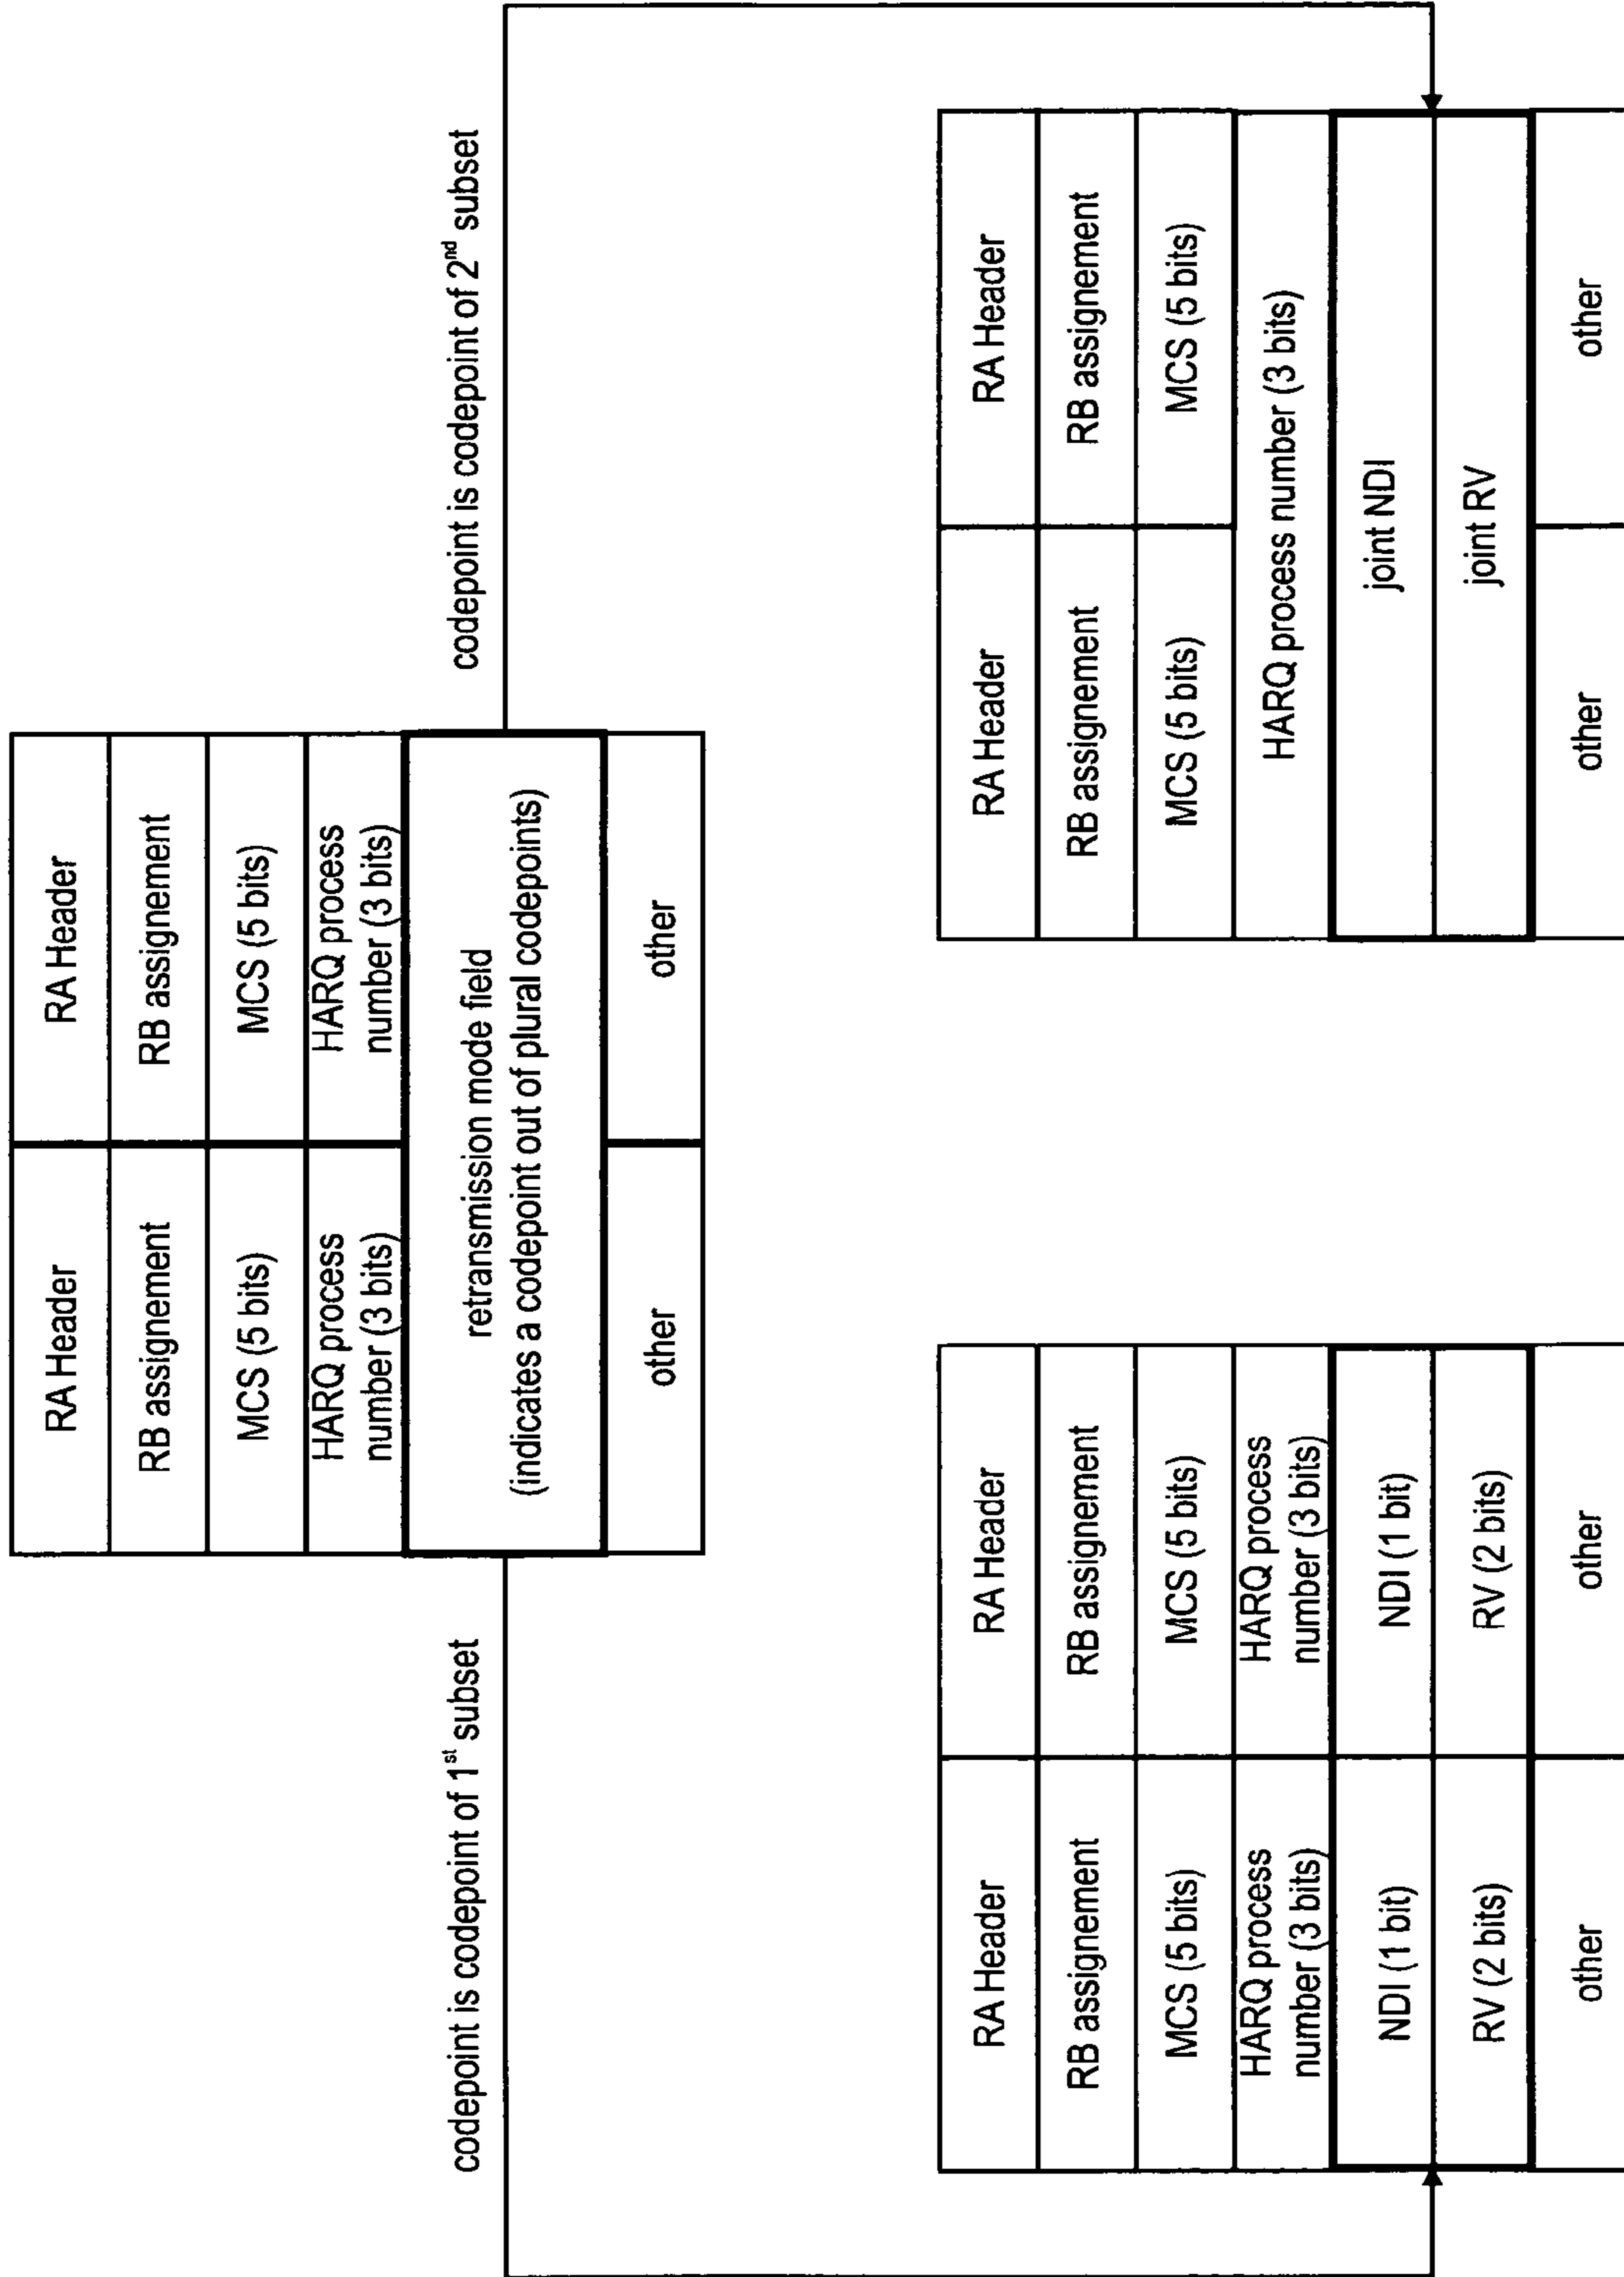 RA Header
RA Header
RB assignement
RB assignement
MCS (5 bits)
MCS (5 bits)
HARQ process
number (3 bits)
HARQ process
number (3 bits)
retransmission mode field
(indicates a codepoint out of plural codepoints)
other
other
codepoint is codepoint of 1st subset
codepoint is codepoint of 2nd subset
RA Header
RA Header
RB assignement
RB assignement
MCS (5 bits)
MCS (5 bits)
HARQ process
number (3 bits)
HARQ process
number (3 bits)
NDI (1 bit)
NDI (1 bit)
RV (2 bits)
RV (2 bits)
other
other
RA Header
RA Header
RB assignement
RB assignement
MCS (5 bits)
MCS (5 bits)
HARQ process number (3 bits)
joint NDI
joint RV
other
other